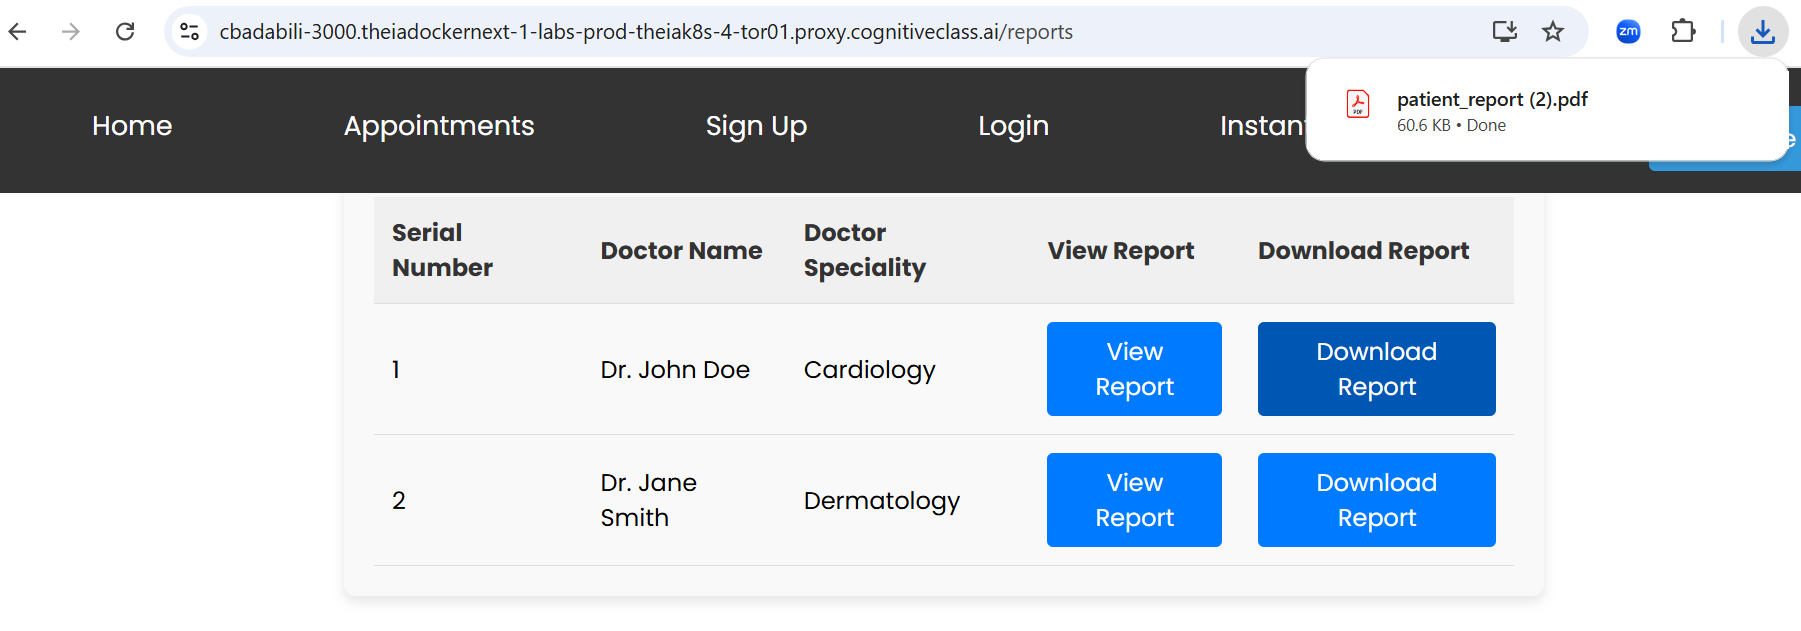 cbadabili-3000.theiadockernext-1-labs-prod-theiak8s-4-tor01.proxy.cognitiveclass.ai/reports
zm
patient_report (2).pdf
60.6 KB • Done
PDF
Home
Appointments
Sign Up
Login
Instant
e
Serial
Number
Doctor Name
Doctor
Speciality
View Report
Download Report
1
Dr. John Doe
Cardiology
View
Report
Download
Report
2
Dr. Jane
Smith
Dermatology
View
Report
Download
Report